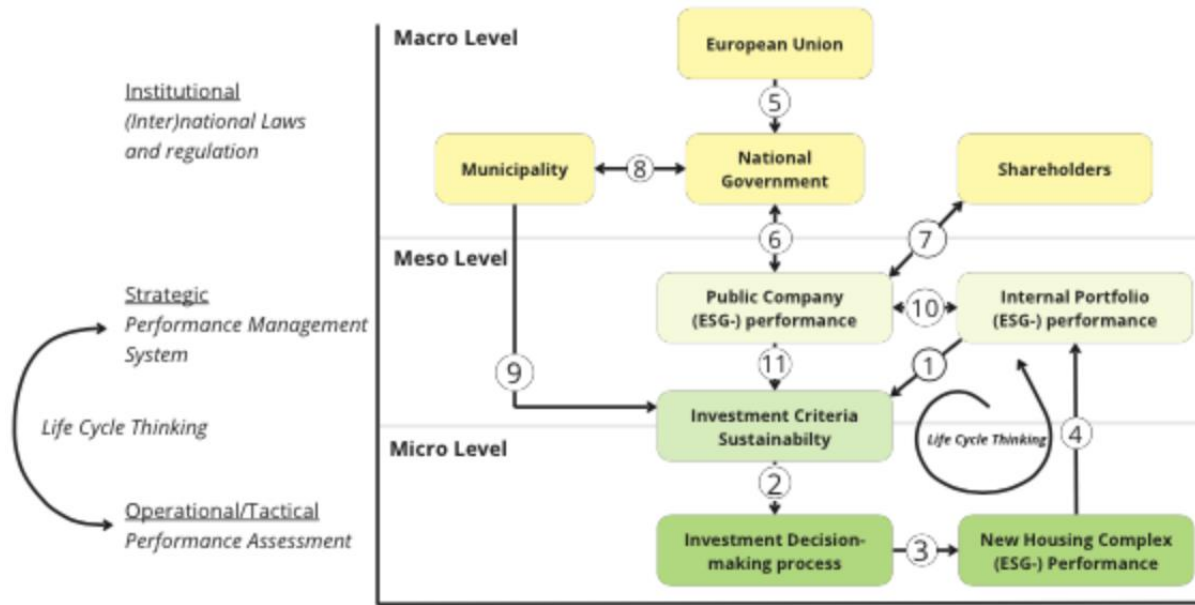 Macro Level
European Union
Institutional
(Inter)national Laws
and regulation
5
Municipality
8
National
Government
Shareholders
6
7
Meso Level
Strategic
Performance Management
System
Public Company
(ESG-) performance
10
Internal Portfolio
(ESG-) performance
9
11
1
Life Cycle Thinking
Investment Criteria
Sustainabilty
Life Cycle Thinking
4
Micro Level
2
Operational/Tactical
Performance Assessment
Investment Decision-
making process
3
New Housing Complex
(ESG-) Performance